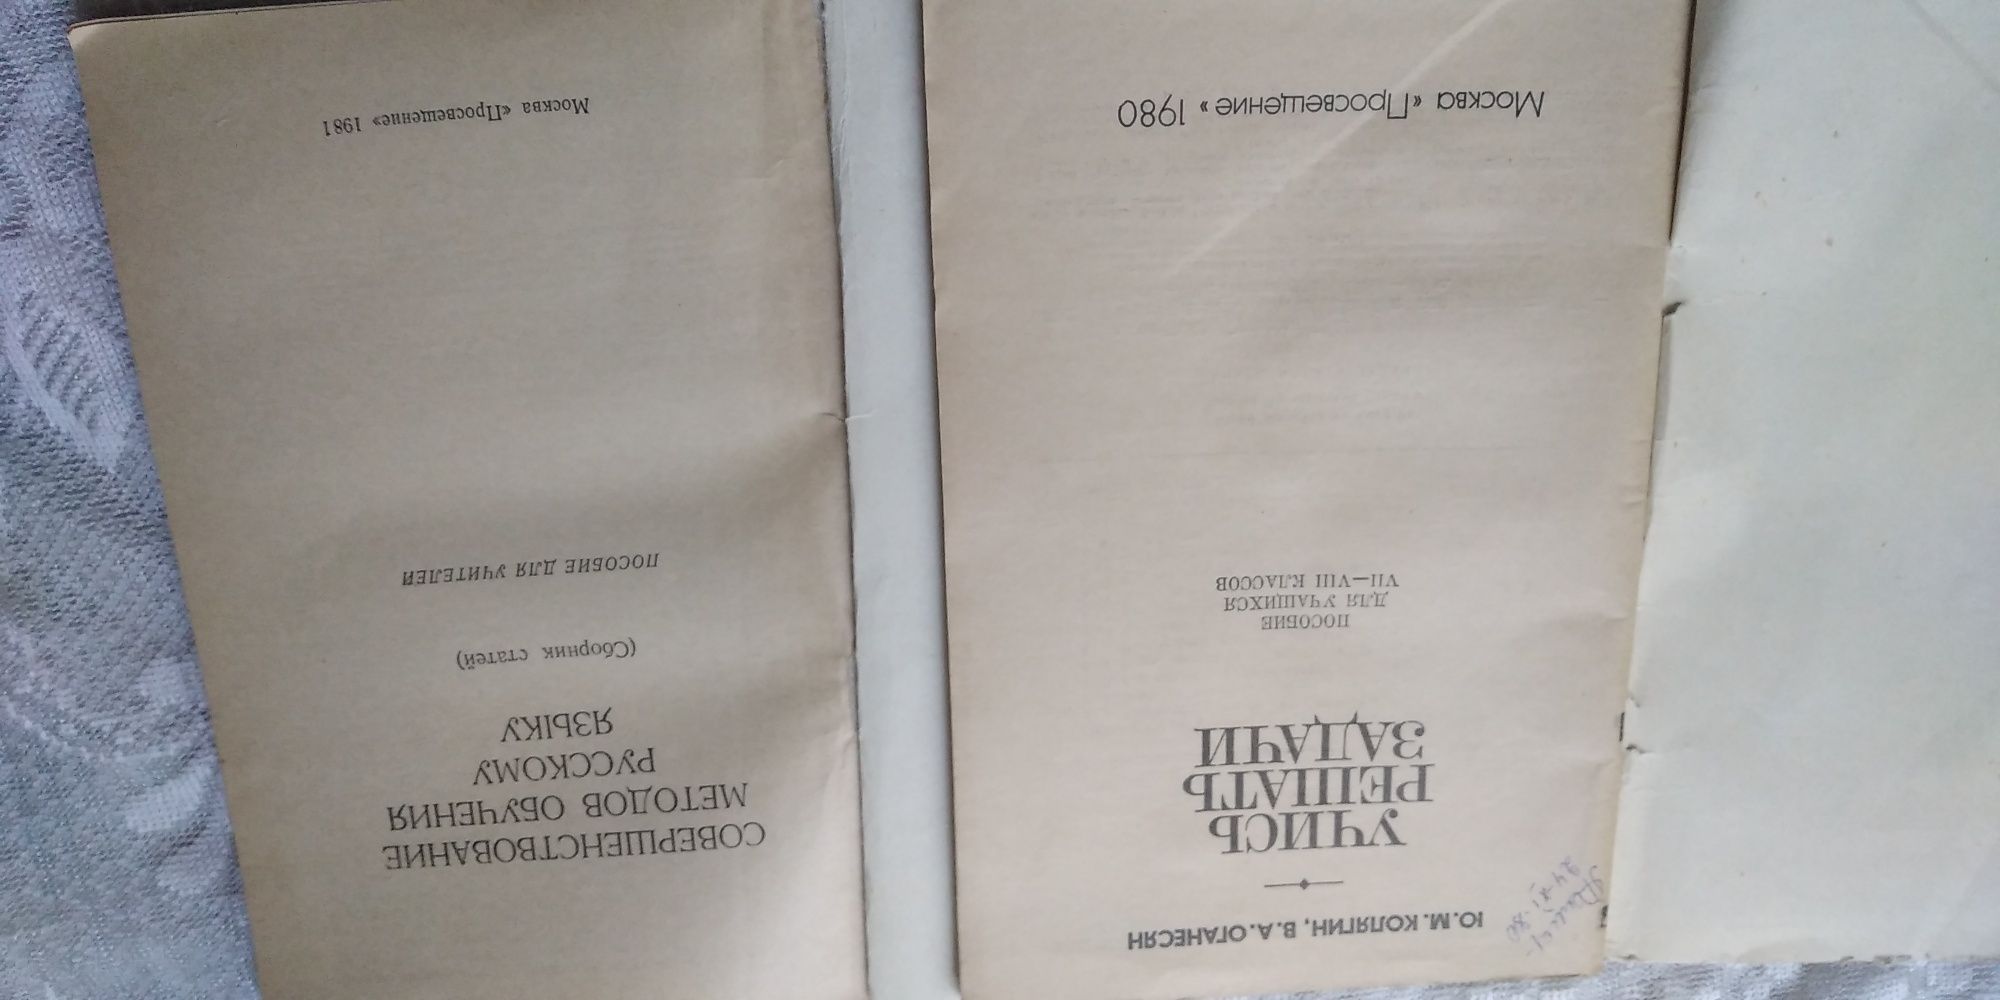 Ю. М. КОЛЯГИН, В. А. ОГАНЕСЯН
УЧИСЬ
РЕШАТЬ
ЗАДАЧИ
ПОСОБИЕ
ДЛЯ УЧАЩИХСЯ
VII—VIII КЛАССОВ
Москва «Просвещение» 1980
СОВЕРШЕНСТВОВАНИЕ
МЕТОДОВ ОБУЧЕНИЯ
РУССКОМУ
ЯЗЫКУ
(Сборник статей)
ПОСОБИЕ ДЛЯ УЧИТЕЛЕЙ
Москва «Просвещение» 1981